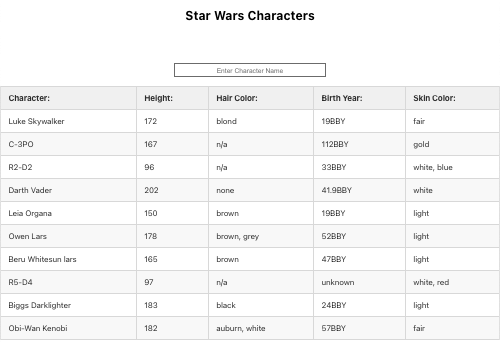 Star Wars Characters
Enter Character Name
Character: Height: Hair Color: Birth Year: Skin Color:
Luke Skywalker 172 blond 19BBY fair
C-3PO 167 n/a 112BBY gold
R2-D2 96 n/a 33BBY white, blue
Darth Vader 202 none 41.9BBY white
Leia Organa 150 brown 19BBY light
Owen Lars 178 brown, grey 52BBY light
Beru Whitesun lars 165 brown 47BBY light
R5-D4 97 n/a unknown white, red
Biggs Darklighter 183 black 24BBY light
Obi-Wan Kenobi 182 auburn, white 57BBY fair